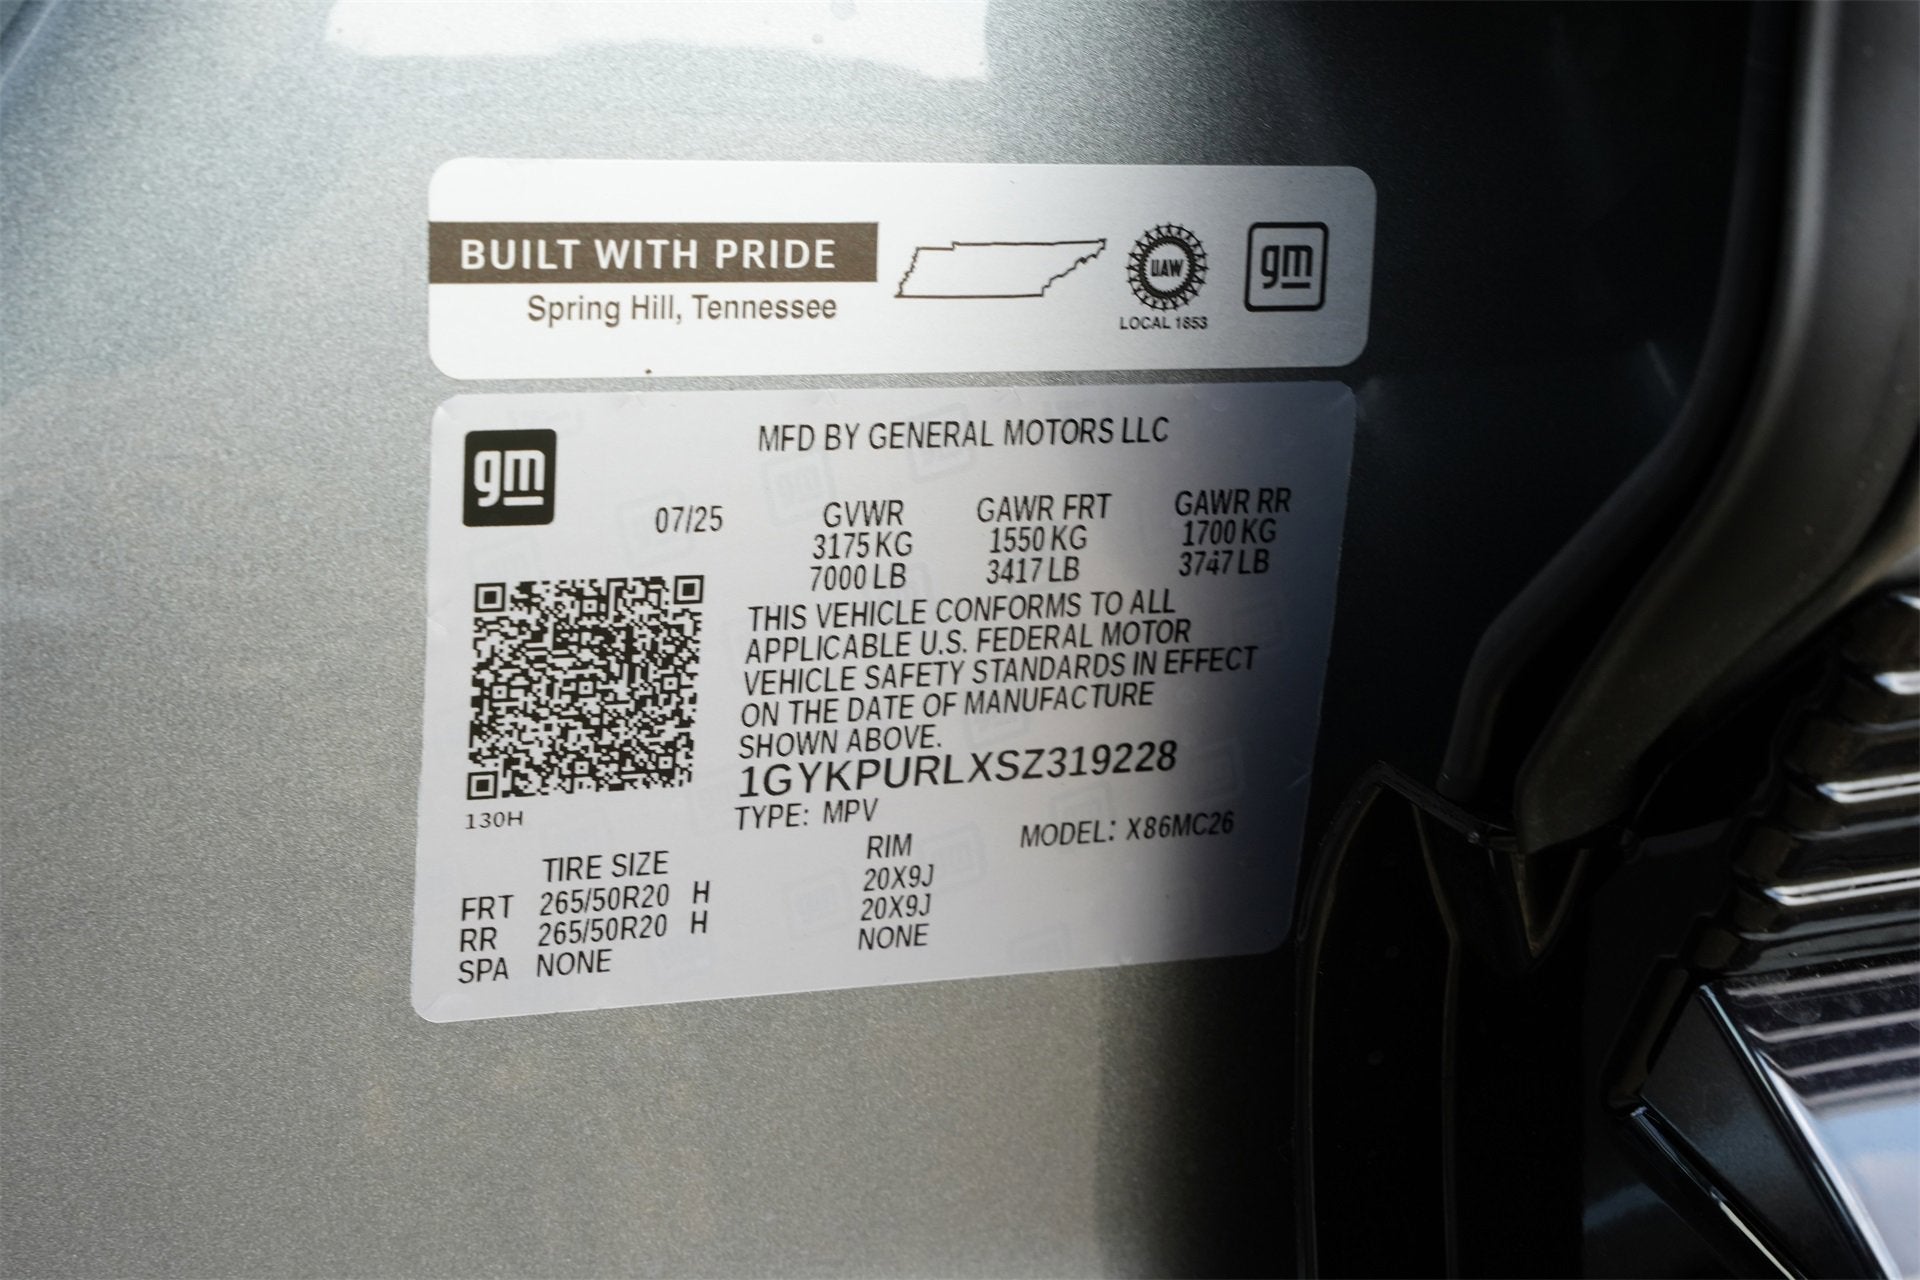 BUILT WITH PRIDE
Spring Hill, Tennessee
UAW
LOCAL 1853
gm
gm
MFD BY GENERAL MOTORS LLC
07/25 GVWR GAWR FRT GAWR RR
3175 KG 1550 KG 1700 KG
7000 LB 3417 LB 3747 LB
THIS VEHICLE CONFORMS TO ALL
APPLICABLE U.S. FEDERAL MOTOR
VEHICLE SAFETY STANDARDS IN EFFECT
ON THE DATE OF MANUFACTURE
SHOWN ABOVE.
1GYKPURLXSZ319228
130H
TYPE: MPV MODEL: X86MC26
TIRE SIZE RIM
FRT 265/50R20 H 20X9J
RR 265/50R20 H 20X9J
SPA NONE NONE